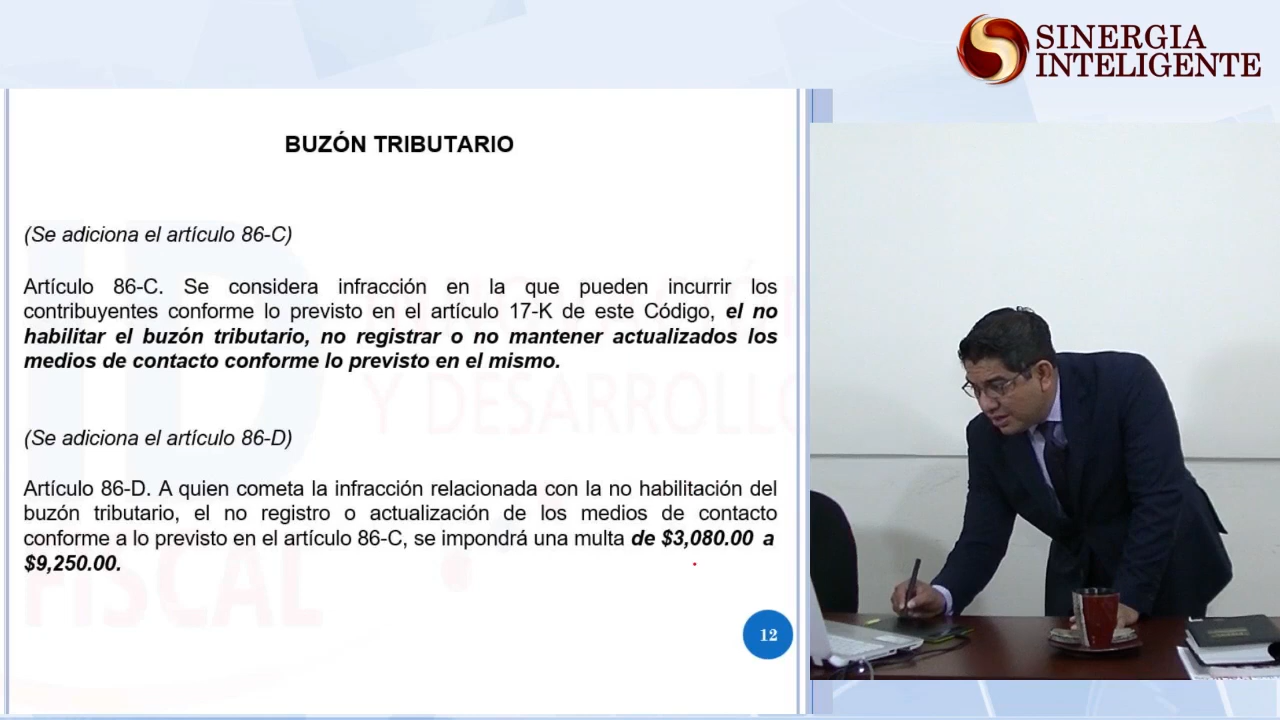 SINERGIA
INTELIGENTE
BUZÓN TRIBUTARIO
(Se adiciona el artículo 86-C)
Artículo 86-C. Se considera infracción en la que pueden incurrir los
contribuyentes conforme lo previsto en el artículo 17-K de este Código, el no
habilitar el buzón tributario, no registrar o no mantener actualizados los
medios de contacto conforme lo previsto en el mismo.
Y DESARROLLO
(Se adiciona el artículo 86-D)
Artículo 86-D. A quien cometa la infracción relacionada con la no habilitación del
buzón tributario, el no registro o actualización de los medios de contacto
conforme a lo previsto en el artículo 86-C, se impondrá una multa de $3,080.00 a
$9,250.00.
FISCAL
12